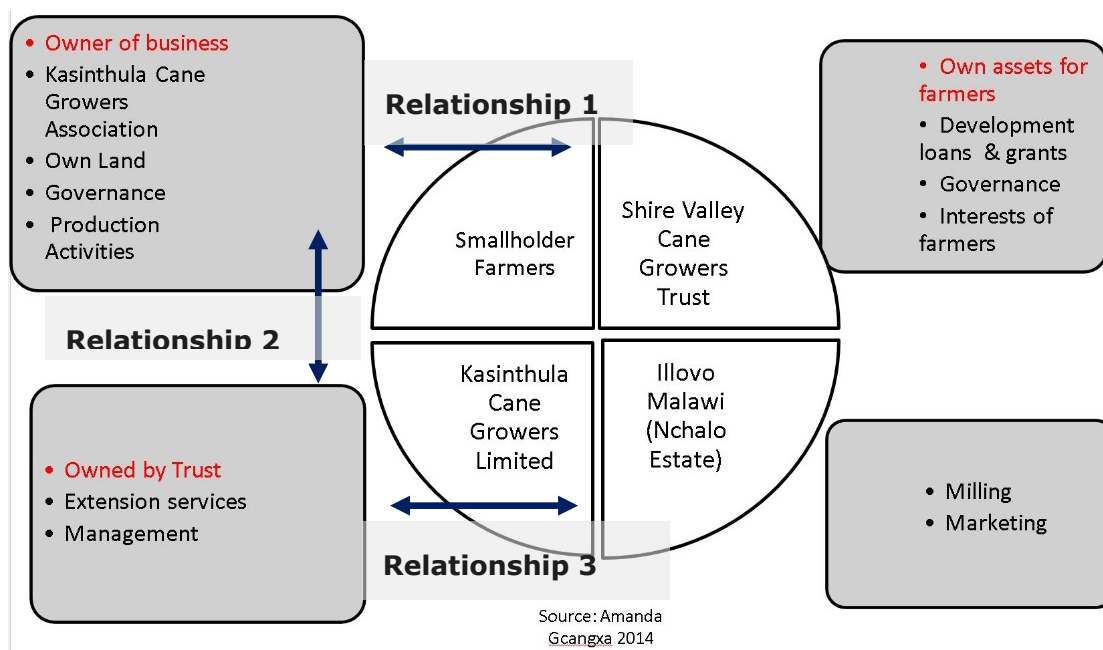 • Owner of business
• Kasinthula Cane
Growers
Association
• Own Land
• Governance
• Production
Activities
Relationship 1
• Own assets for
farmers
• Development
loans & grants
• Governance
• Interests of
farmers
Smallholder
Farmers
Shire Valley
Cane
Growers
Trust
Relationship 2
Kasinthula
Cane
Growers
Limited
Illovo
Malawi
(Nchalo
Estate)
• Owned by Trust
• Extension services
• Management
• Milling
• Marketing
Relationship 3
Source: Amanda
Gcangxa 2014